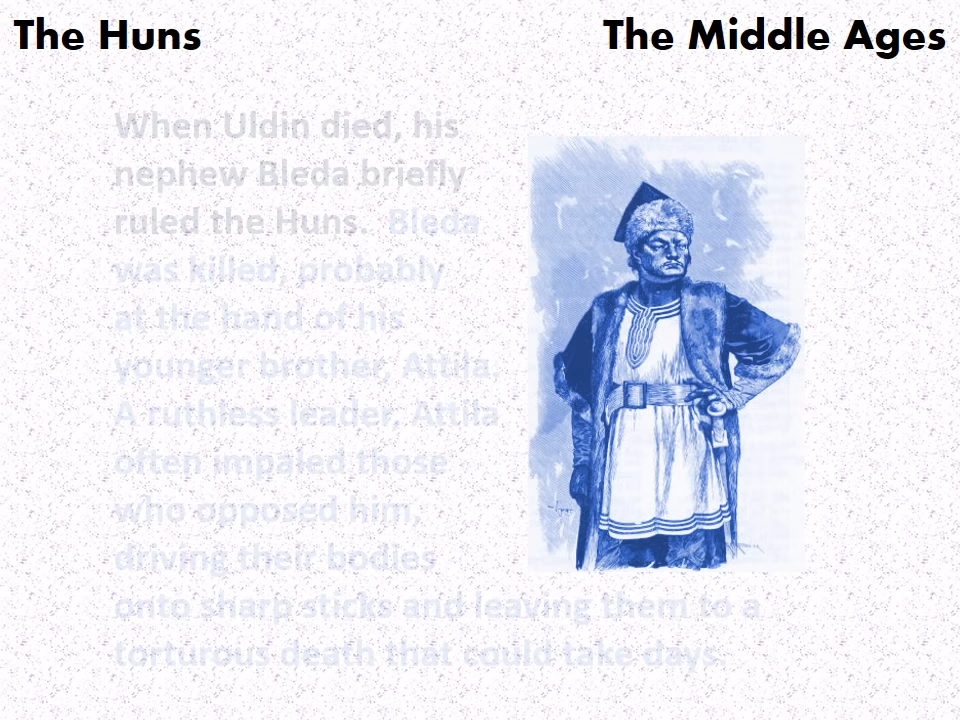 The Huns
The Middle Ages
When Uldin died, his
nephew Bleda briefly
ruled the Huns. Bleda
was killed, probably
at the hand of his
younger brother, Attila.
A ruthless leader, Attila
often impaled those
who opposed him,
driving their bodies
onto sharp sticks and leaving them to a
torturous death that could take days.